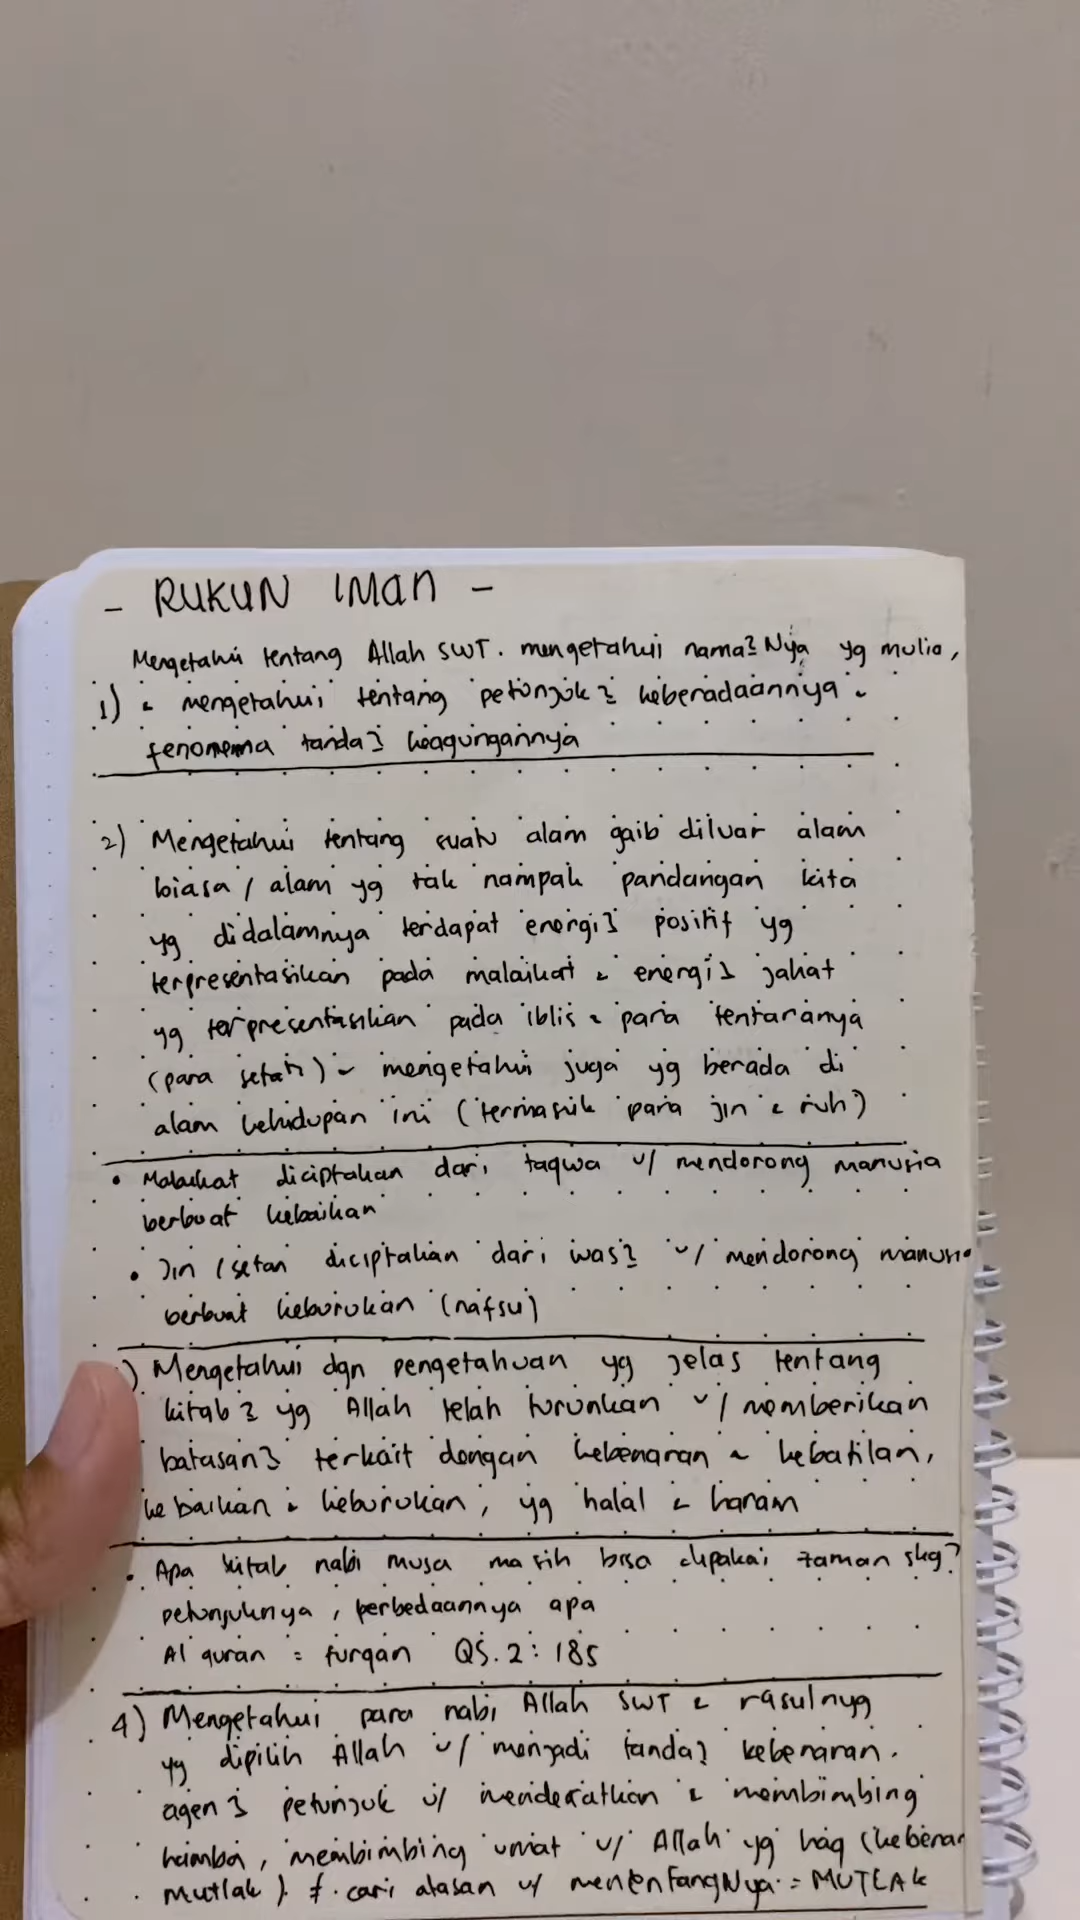 - RUKUN IMAN -
Mengetahui tentang Allah SWT. mengetahui nama2 Nya yg mulia,
1) & mengetahui tentang petunjuk2 keberadaannya &
fenomena tanda2 keagungannya
2) Mengetahui tentang suatu alam gaib diluar alam
biasa / alam yg tak nampak pandangan kita
yg didalamnya terdapat energi2 positif yg
terpresentasikan pada malaikat & energi2 jahat
yg terpresentasikan pada iblis & para tentaranya
(para setan) & mengetahui juga yg berada di
alam kehidupan ini (termasuk para jin & ruh)
• Malaikat diciptakan dari taqwa u/ mendorong manusia
berbuat kebaikan
• Jin / setan diciptakan dari was2 u/ mendorong manusia
berbuat keburukan (nafsu)
) Mengetahui dgn pengetahuan yg jelas tentang
kitab2 yg Allah telah turunkan u/ memberikan
batasan2 terkait dengan kebenaran & kebatilan,
kebaikan & keburukan, yg halal & haram
• Apa kitab nabi musa masih bisa dipakai zaman skg?
petunjuknya, perbedaannya apa
Al quran = furqan QS. 2: 185
4) Mengetahui para nabi Allah SWT & rasulnya
yg dipilih Allah u/ menjadi tanda2 kebenaran.
agen2 petunjuk u/ mendekatkan & membimbing
hamba, membimbing umat u/ Allah yg haq (kebenar
mutlak). ≠ cari alasan u/ menentangNya = MUTLAK